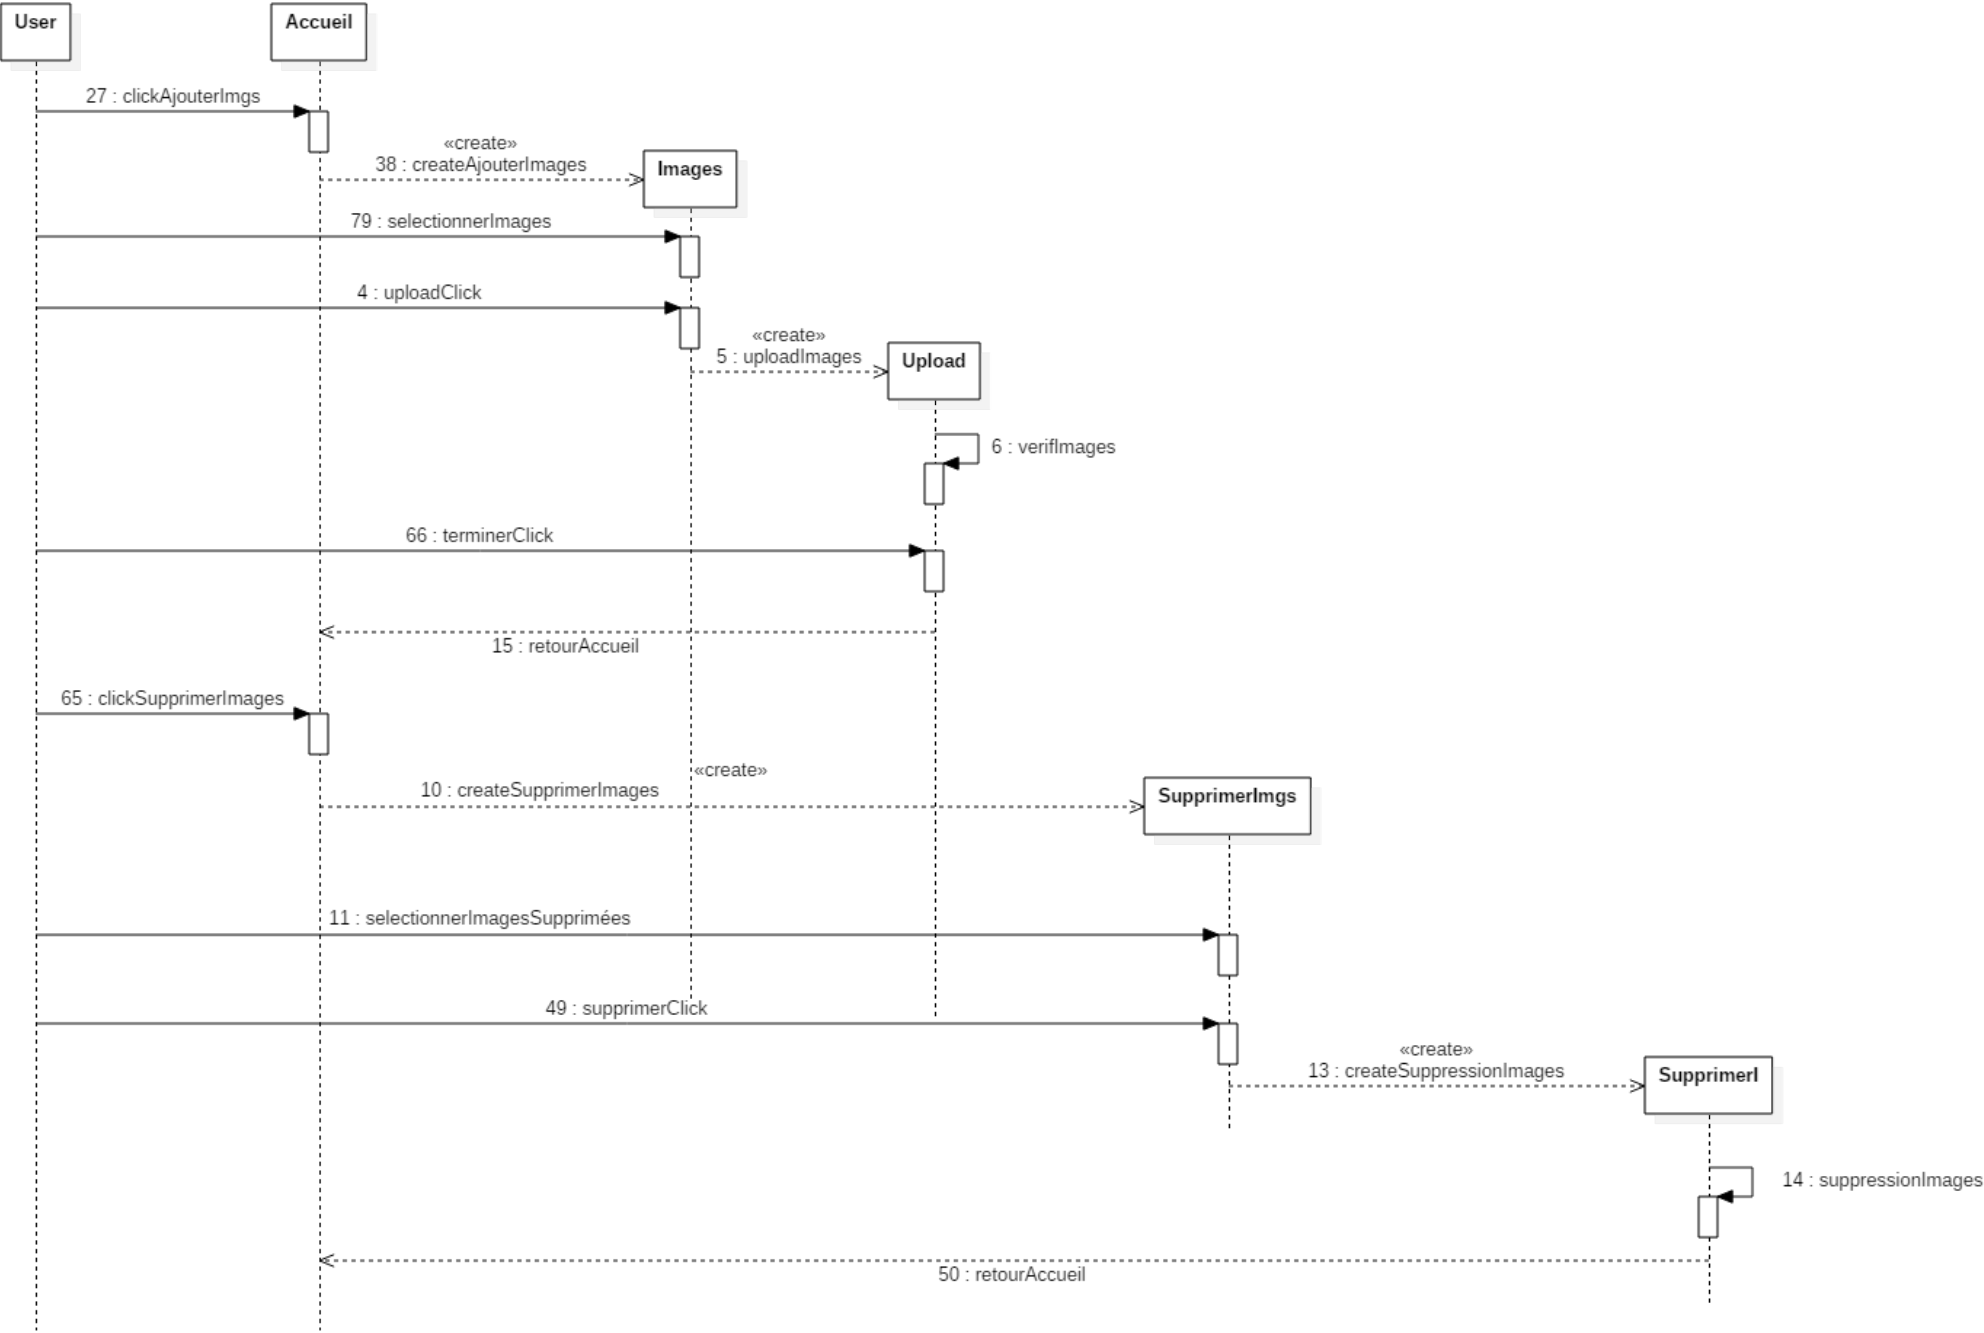 User
Accueil
27 : clickAjouterImgs
«create»
38 : createAjouterImages
Images
79 : selectionnerImages
4 : uploadClick
«create»
5 : uploadImages
Upload
6 : verifImages
66 : terminerClick
15 : retourAccueil
65 : clickSupprimerImages
«create»
10 : createSupprimerImages
SupprimerImgs
11 : selectionnerImagesSupprimées
49 : supprimerClick
«create»
13 : createSuppressionImages
SupprimerI
14 : suppressionImages
50 : retourAccueil